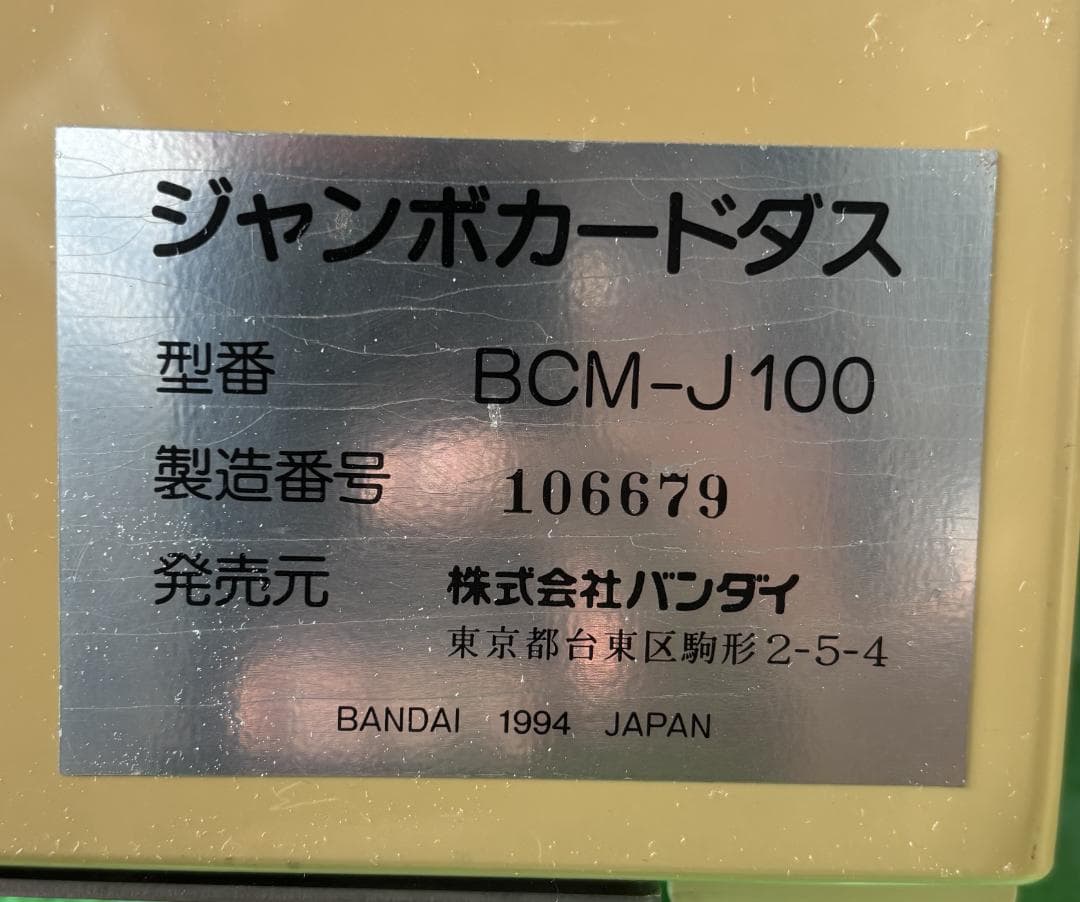 ジャンボカードダス
型番 BCM-J100
製造番号 106679
発売元 株式会社バンダイ
東京都台東区駒形2-5-4
BANDAI 1994 JAPAN